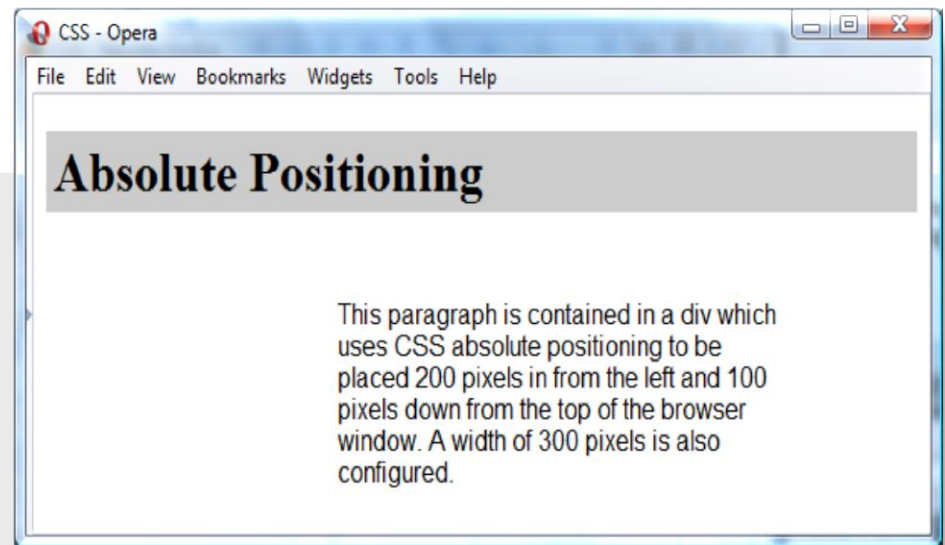 CSS - Opera
File Edit View Bookmarks Widgets Tools Help
Absolute Positioning
This paragraph is contained in a div which
uses CSS absolute positioning to be
placed 200 pixels in from the left and 100
pixels down from the top of the browser
window. A width of 300 pixels is also
configured.